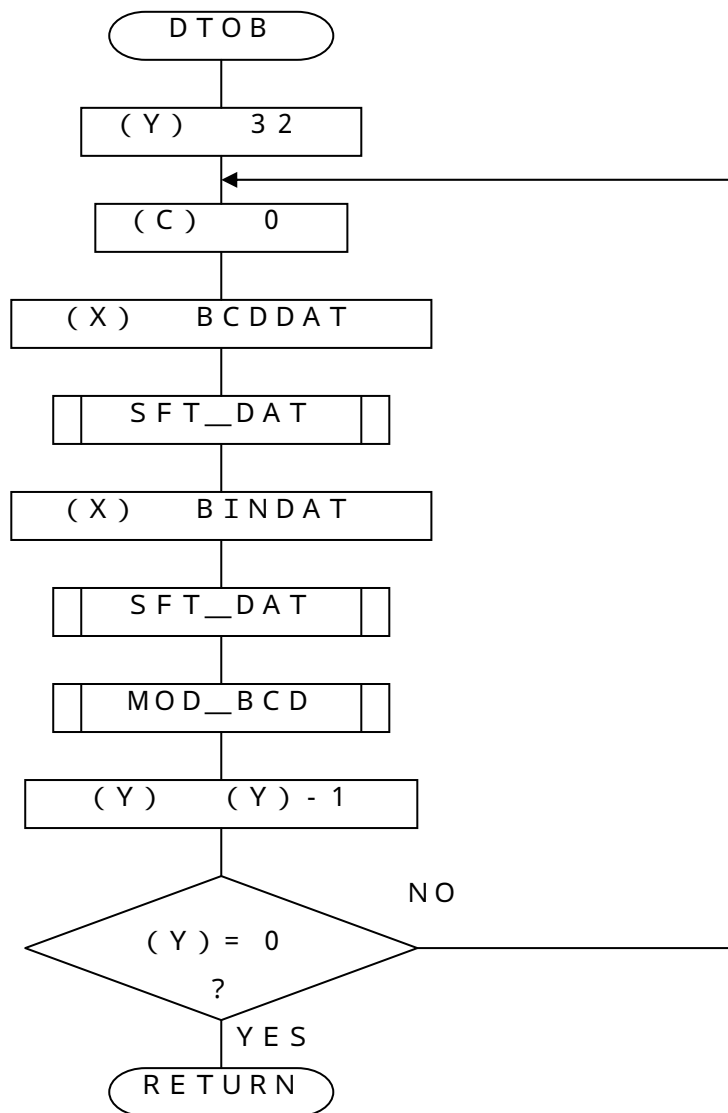 DTOB
(Y) 32
(C) 0
(X) BCDDAT
SFT_DAT
(X) BINDAT
SFT_DAT
MOD_BCD
(Y) (Y)-1
NO
(Y)= 0
?
YES
RETURN